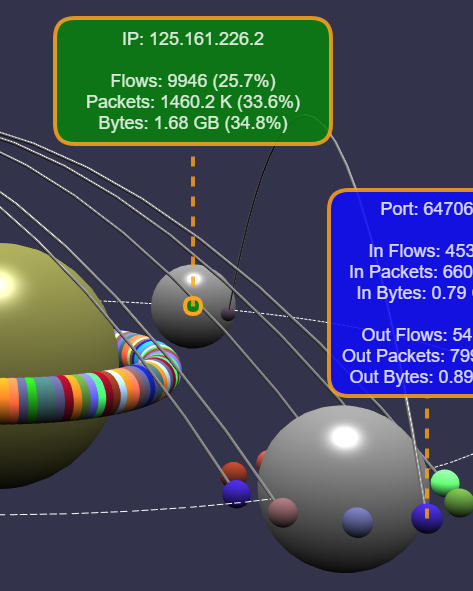 IP: 125.161.226.2
Flows: 9946 (25.7%)
Packets: 1460.2 K (33.6%)
Bytes: 1.68 GB (34.8%)
Port: 64706
In Flows: 453
In Packets: 660
In Bytes: 0.79
Out Flows: 54
Out Packets: 799
Out Bytes: 0.89